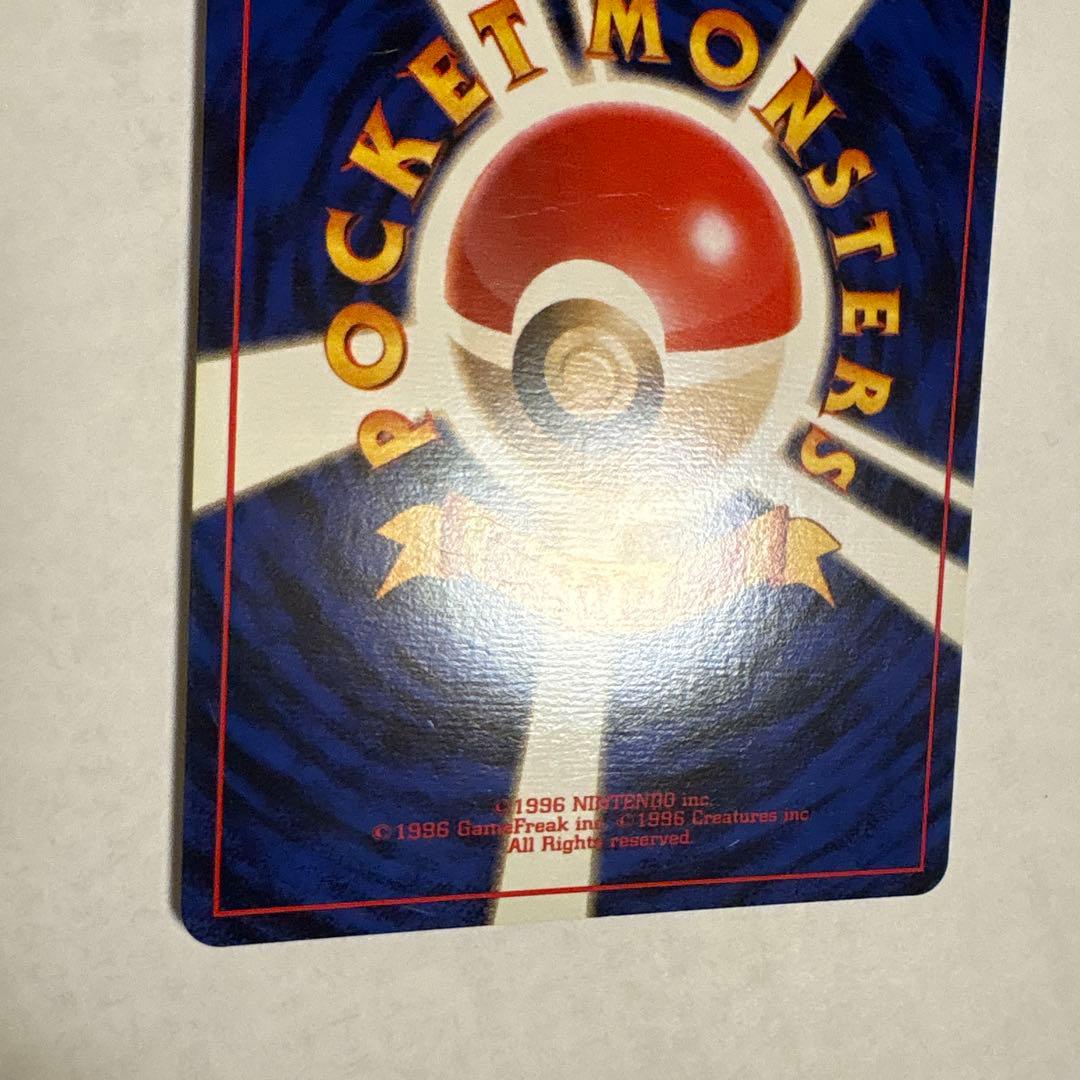 POCKET MONSTERS
©1996 NINTENDO inc.
©1996 GameFreak inc. ©1996 Creatures inc
All Rights reserved.